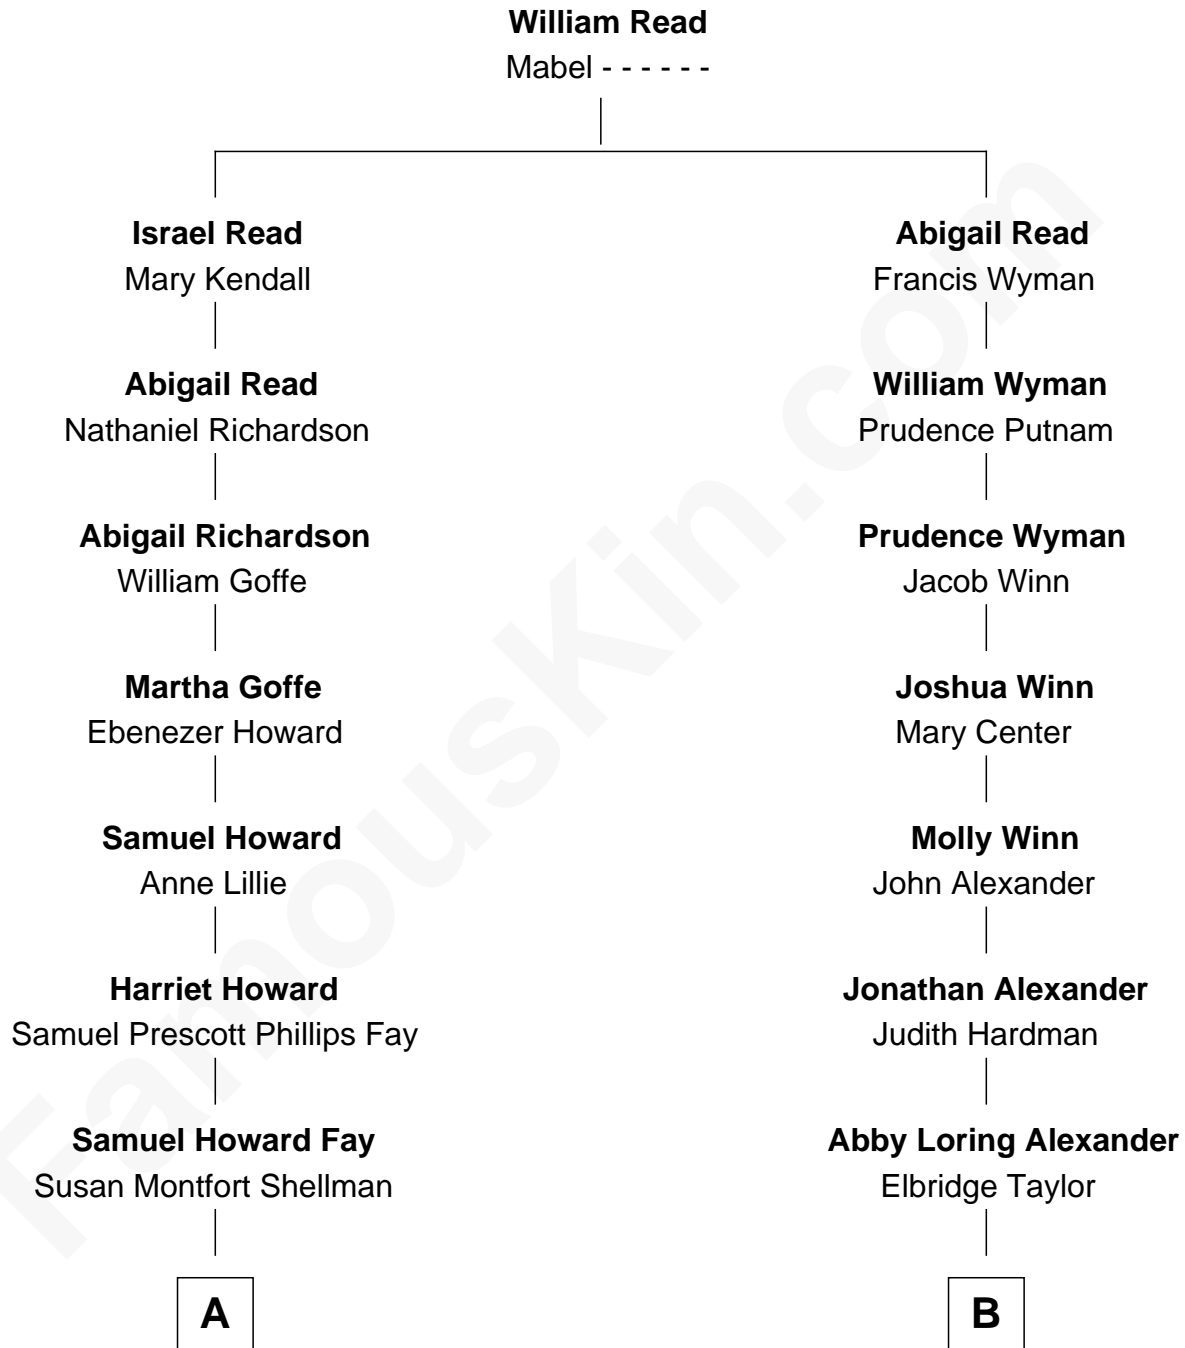 William Read
Mabel - - - - - -
Israel Read
Mary Kendall
Abigail Read
Francis Wyman
Abigail Read
Nathaniel Richardson
William Wyman
Prudence Putnam
Abigail Richardson
William Goffe
Prudence Wyman
Jacob Winn
Martha Goffe
Ebenezer Howard
Joshua Winn
Mary Center
Samuel Howard
Anne Lillie
Molly Winn
John Alexander
Harriet Howard
Samuel Prescott Phillips Fay
Jonathan Alexander
Judith Hardman
Samuel Howard Fay
Susan Montfort Shellman
Abby Loring Alexander
Elbridge Taylor
A
B
FamousKin.com